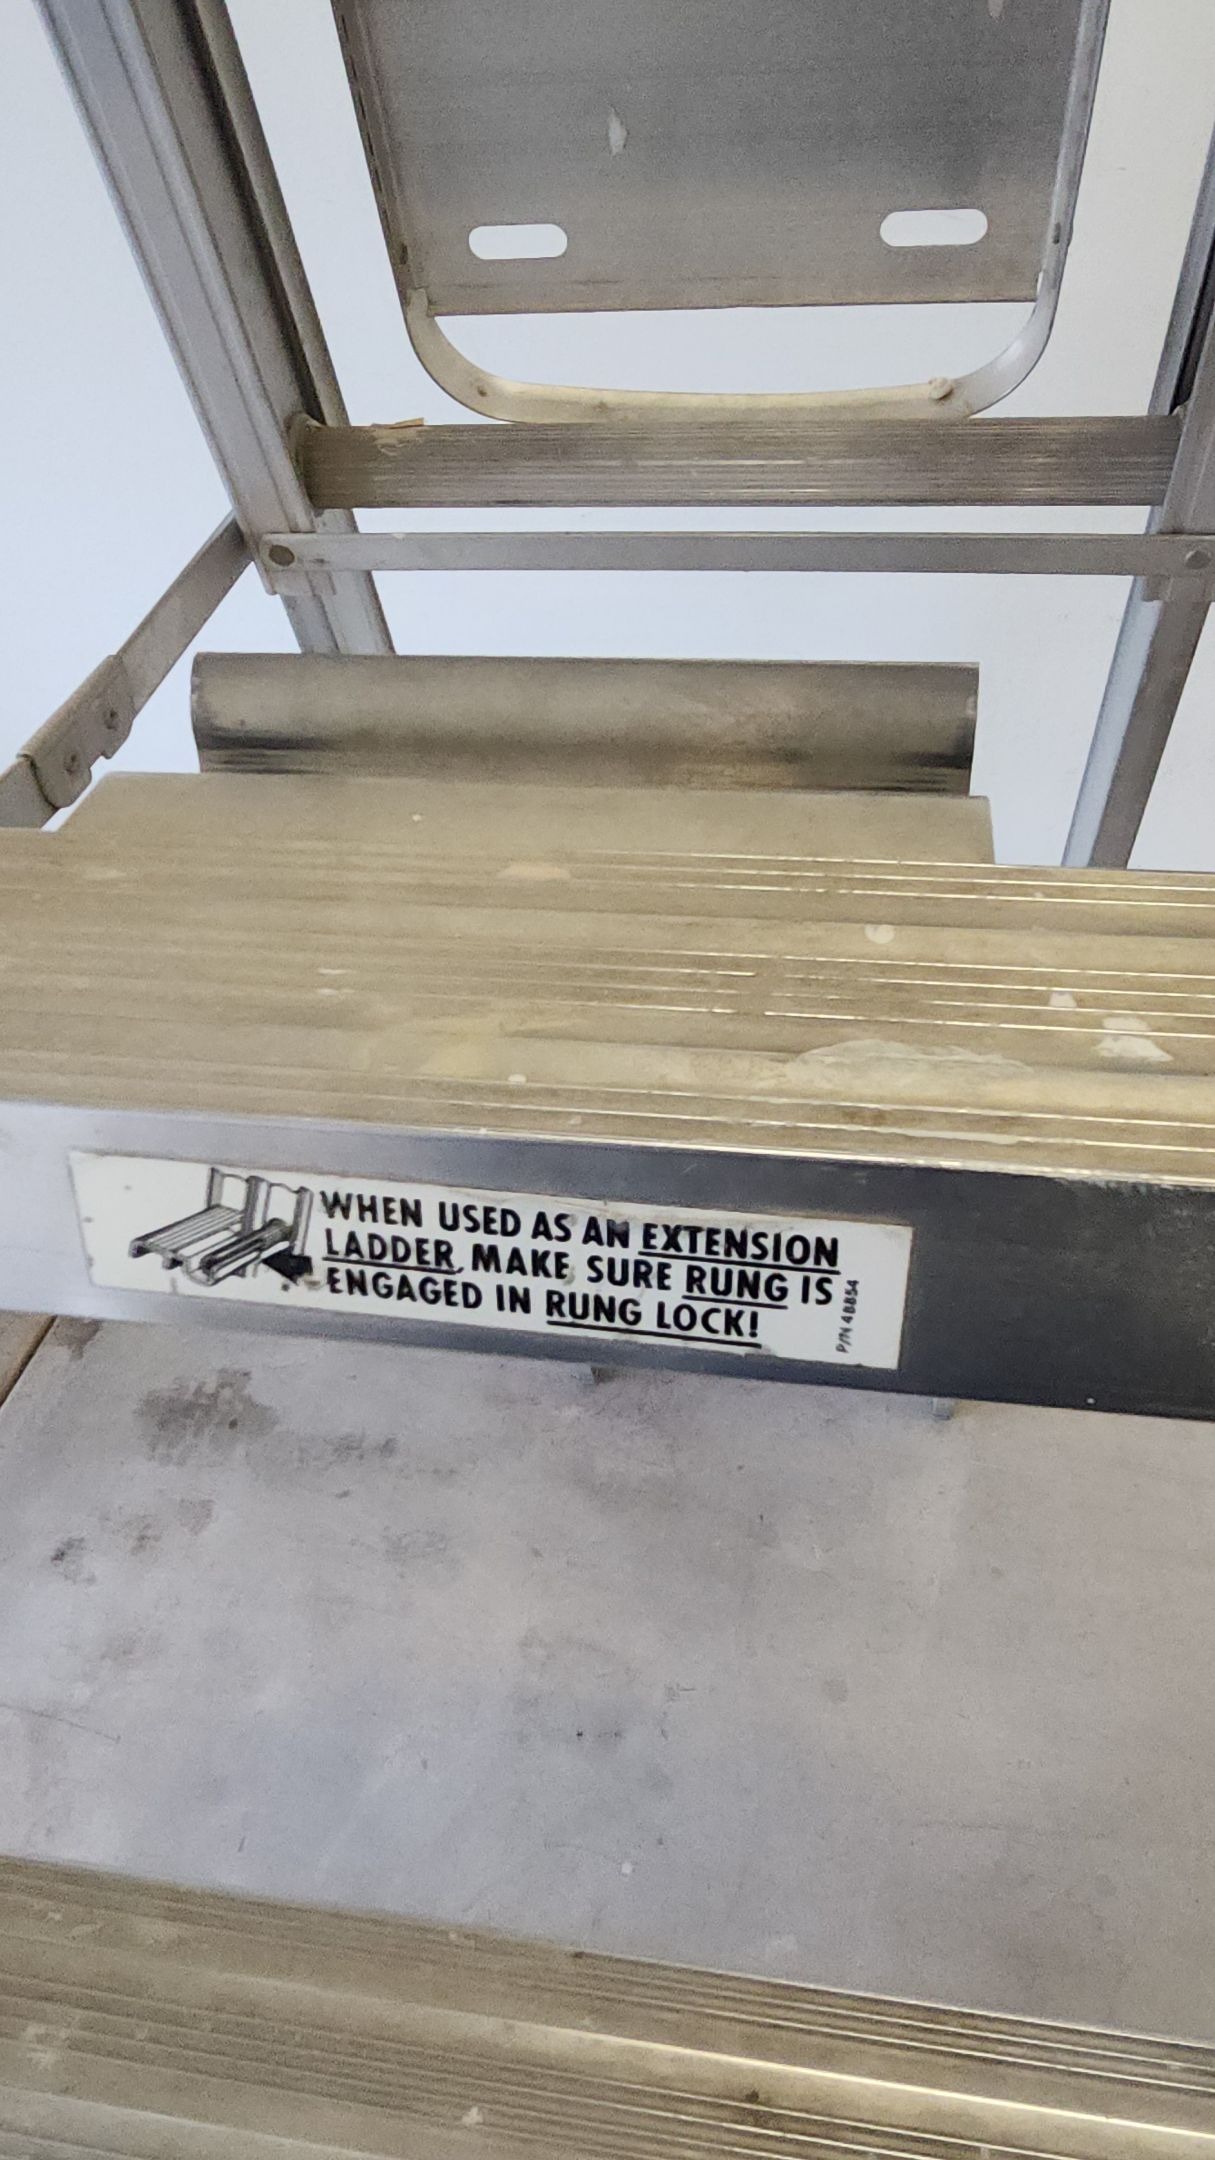 WHEN USED AS AN EXTENSION
LADDER, MAKE SURE RUNG IS
ENGAGED IN RUNG LOCK!
P/N 48854